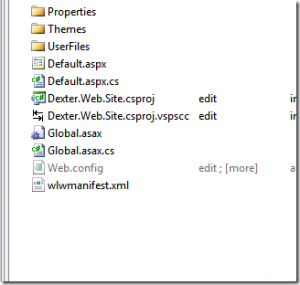 Properties
Themes
UserFiles
Default.aspx
Default.aspx.cs
Dexter.Web.Site.csproj edit
Dexter.Web.Site.csproj.vspscc edit
Global.asax
Global.asax.cs
Web.config edit ; [more]
wlwmanifest.xml